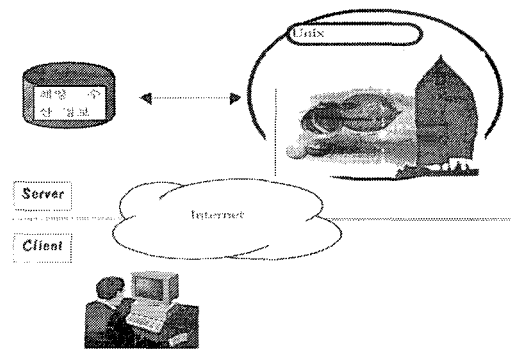 Unix
해양 수
산 정보
Server
Internet
Client